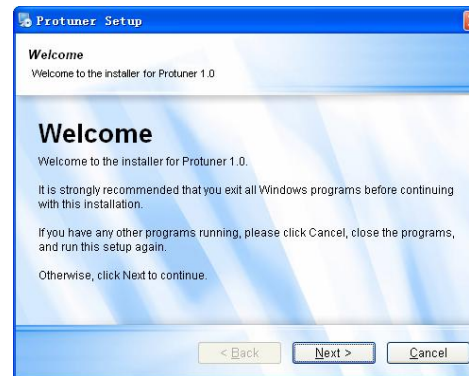 Protuner Setup
Welcome
Welcome to the installer for Protuner 1.0
Welcome
Welcome to the installer for Protuner 1.0.
It is strongly recommended that you exit all Windows programs before continuing
with this installation.
If you have any other programs running, please click Cancel, close the programs,
and run this setup again.
Otherwise, click Next to continue.
< Back Next > Cancel